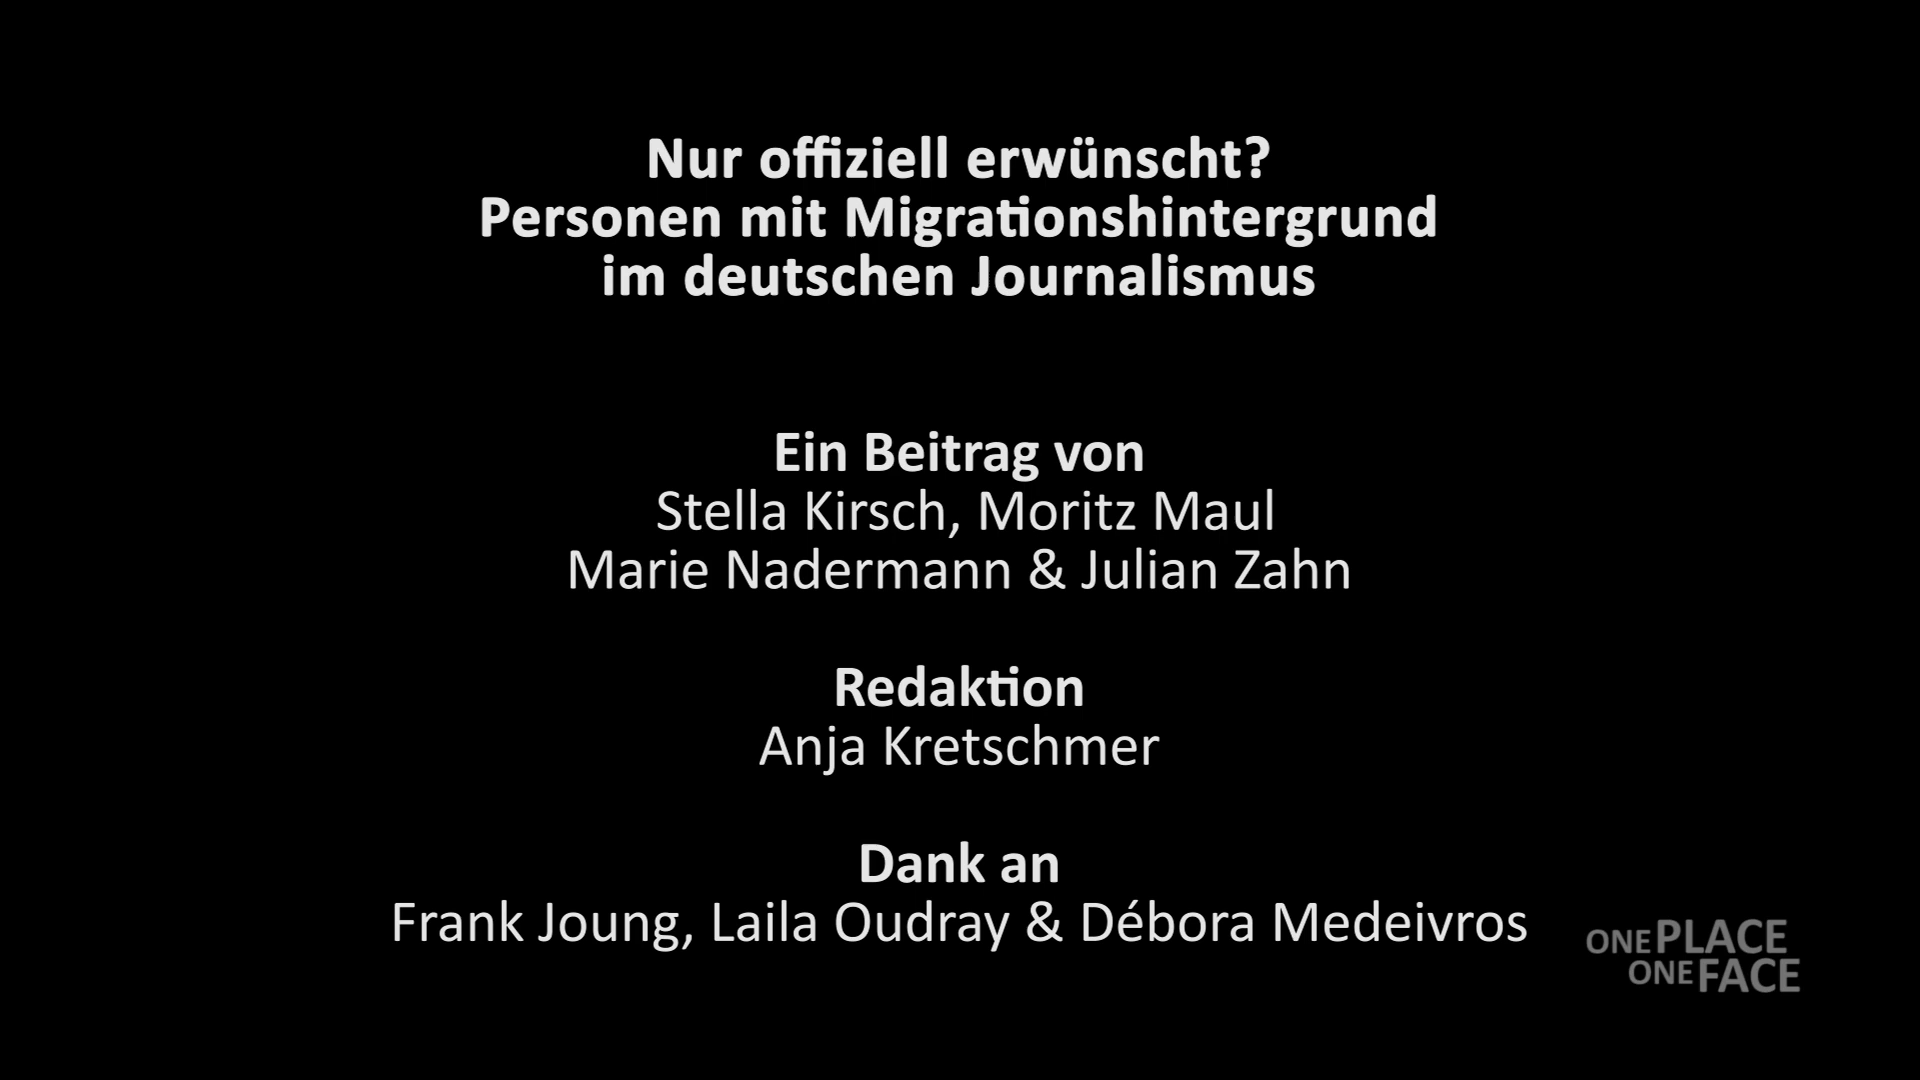 Nur offiziell erwünscht?
Personen mit Migrationshintergrund
im deutschen Journalismus
Ein Beitrag von
Stella Kirsch, Moritz Maul
Marie Nadermann & Julian Zahn
Redaktion
Anja Kretschmer
Dank an
Frank Joung, Laila Oudray & Débora Medeivros
ONE PLACE
ONE FACE